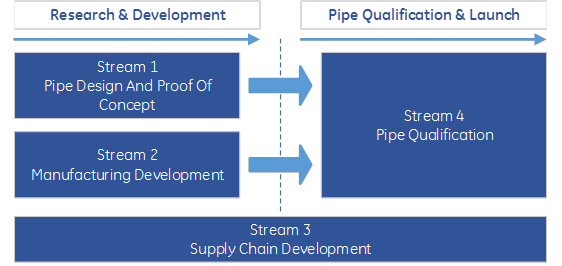 Research & Development
Pipe Qualification & Launch
Stream 1
Pipe Design And Proof Of
Concept
Stream 2
Manufacturing Development
Stream 4
Pipe Qualification
Stream 3
Supply Chain Development